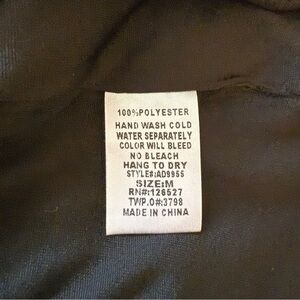 100%POLYESTER
HAND WASH COLD
WATER SEPARATELY
COLOR WILL BLEED
NO BLEACH
HANG TO DRY
STYLE#:AD9955
SIZE:M
RN#:126527
TWP.O#:3798
MADE IN CHINA